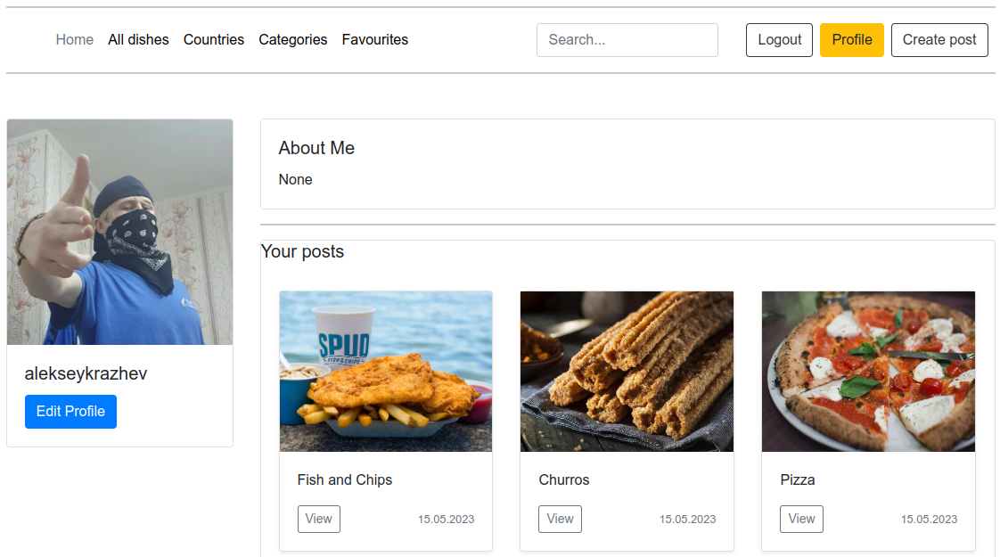 Home All dishes Countries Categories Favourites Search... Logout Profile Create post
About Me
None
Your posts
SPUD
FISH & CHIPS
alekseykrazhev
Edit Profile
Fish and Chips Churros Pizza
View 15.05.2023 View 15.05.2023 View 15.05.2023